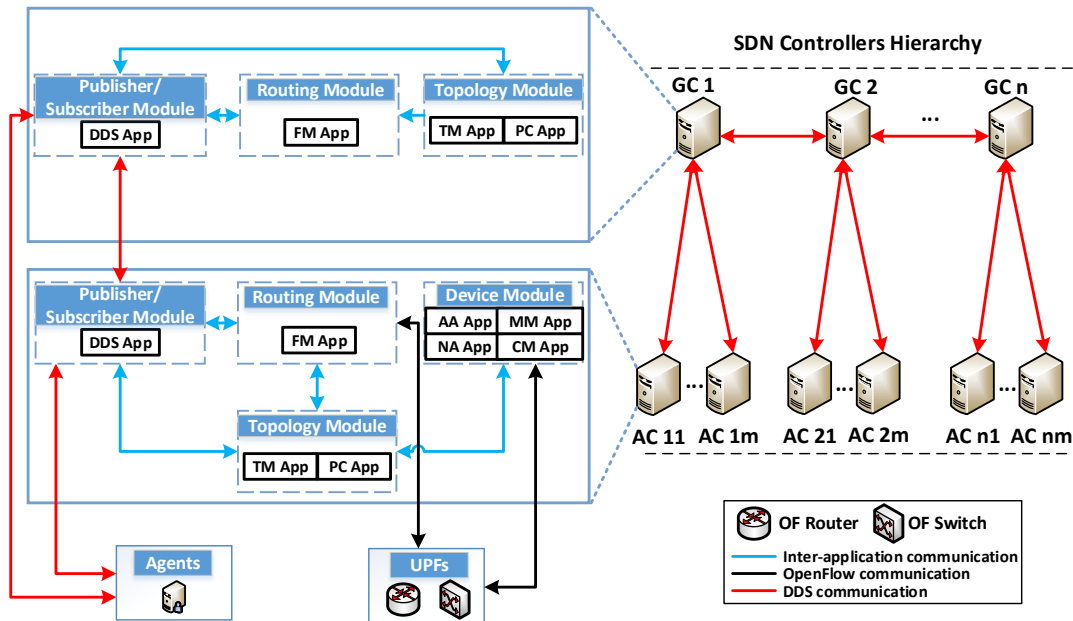 SDN Controllers Hierarchy
Publisher/
Subscriber Module
DDS App
Routing Module
FM App
Topology Module
TM App
PC App
GC 1
GC 2
GC n
...
Publisher/
Subscriber Module
DDS App
Routing Module
FM App
Device Module
AA App
MM App
NA App
CM App
Topology Module
TM App
PC App
...
...
...
AC 11
AC 1m
AC 21
AC 2m
AC n1
AC nm
Agents
UPFs
OF Router
OF Switch
Inter-application communication
OpenFlow communication
DDS communication